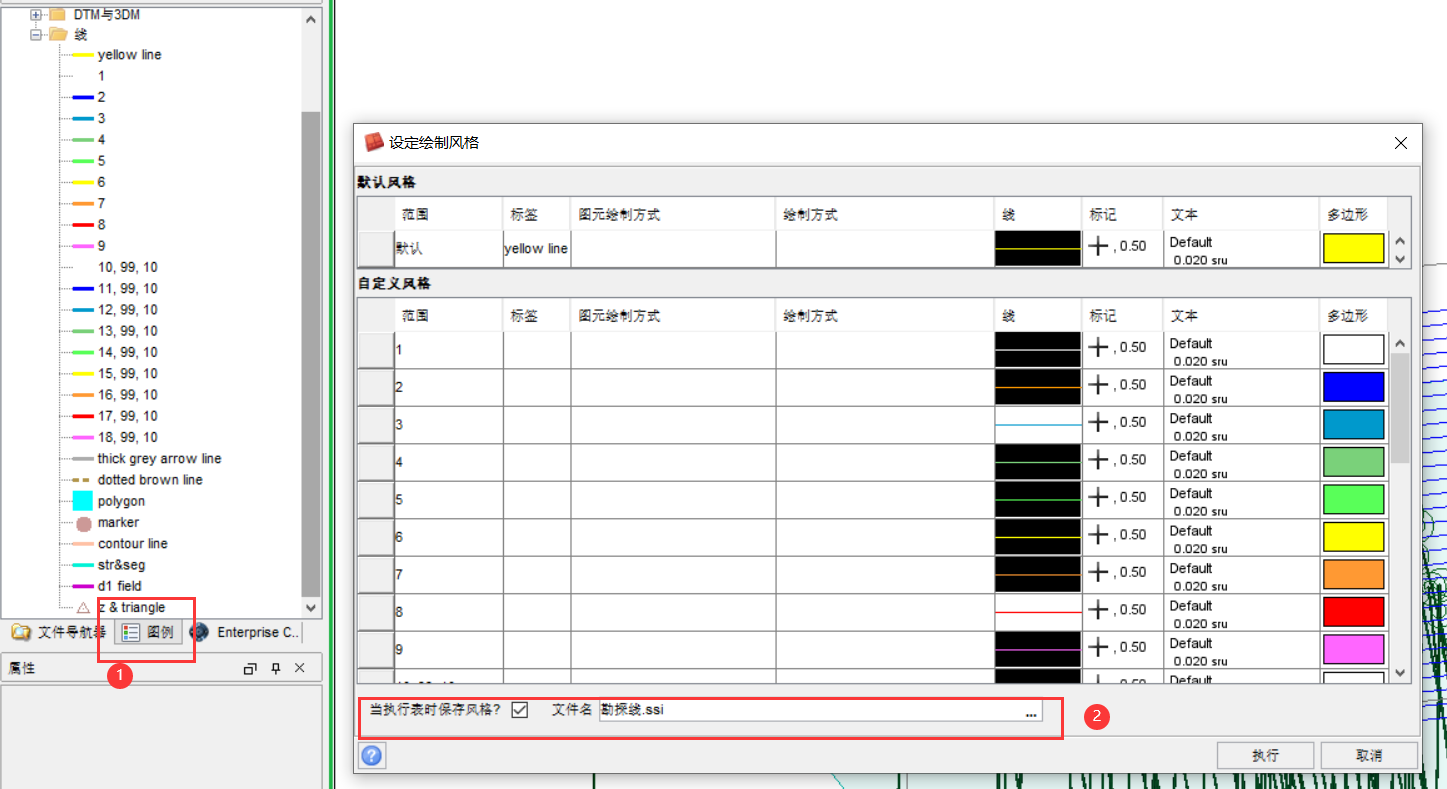 DTM与3DM
线
yellow line
1
2
3
4
5
6
7
8
9
10, 99, 10
11, 99, 10
12, 99, 10
13, 99, 10
14, 99, 10
15, 99, 10
16, 99, 10
17, 99, 10
18, 99, 10
thick grey arrow line
dotted brown line
polygon
marker
contour line
str&seg
d1 field
z & triangle
文件导航器 图例 Enterprise C..
1
属性
设定绘制风格
默认风格
范围 标签 图元绘制方式 绘制方式 线 标记 文本 多边形
默认 yellow line , 0.50 Default
0.020 sru
自定义风格
范围 标签 图元绘制方式 绘制方式 线 标记 文本 多边形
1 , 0.50 Default
0.020 sru
2 , 0.50 Default
0.020 sru
3 , 0.50 Default
0.020 sru
4 , 0.50 Default
0.020 sru
5 , 0.50 Default
0.020 sru
6 , 0.50 Default
0.020 sru
7 , 0.50 Default
0.020 sru
8 , 0.50 Default
0.020 sru
9 , 0.50 Default
0.020 sru
10, 99, 10 , 0.50 Default
当执行表时保存风格? 文件名 勘探线.ssi ...
2
?
执行 取消